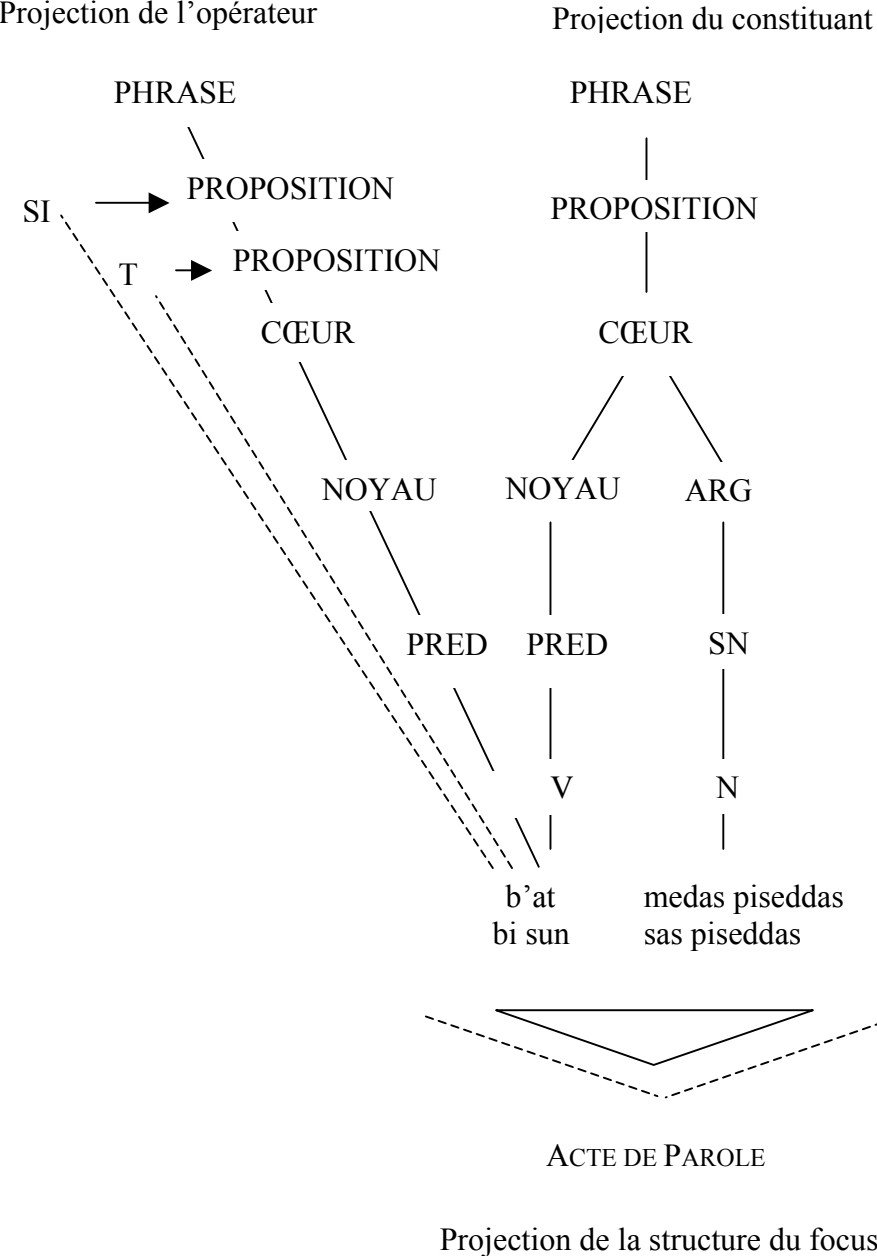 Projection de l’opérateur
Projection du constituant
PHRASE
PHRASE
PROPOSITION
SI
PROPOSITION
T
PROPOSITION
CŒUR
CŒUR
NOYAU
NOYAU
ARG
PRED
PRED
SN
V
N
b’at
medas piseddas
bi sun
sas piseddas
ACTE DE PAROLE
Projection de la structure du focus